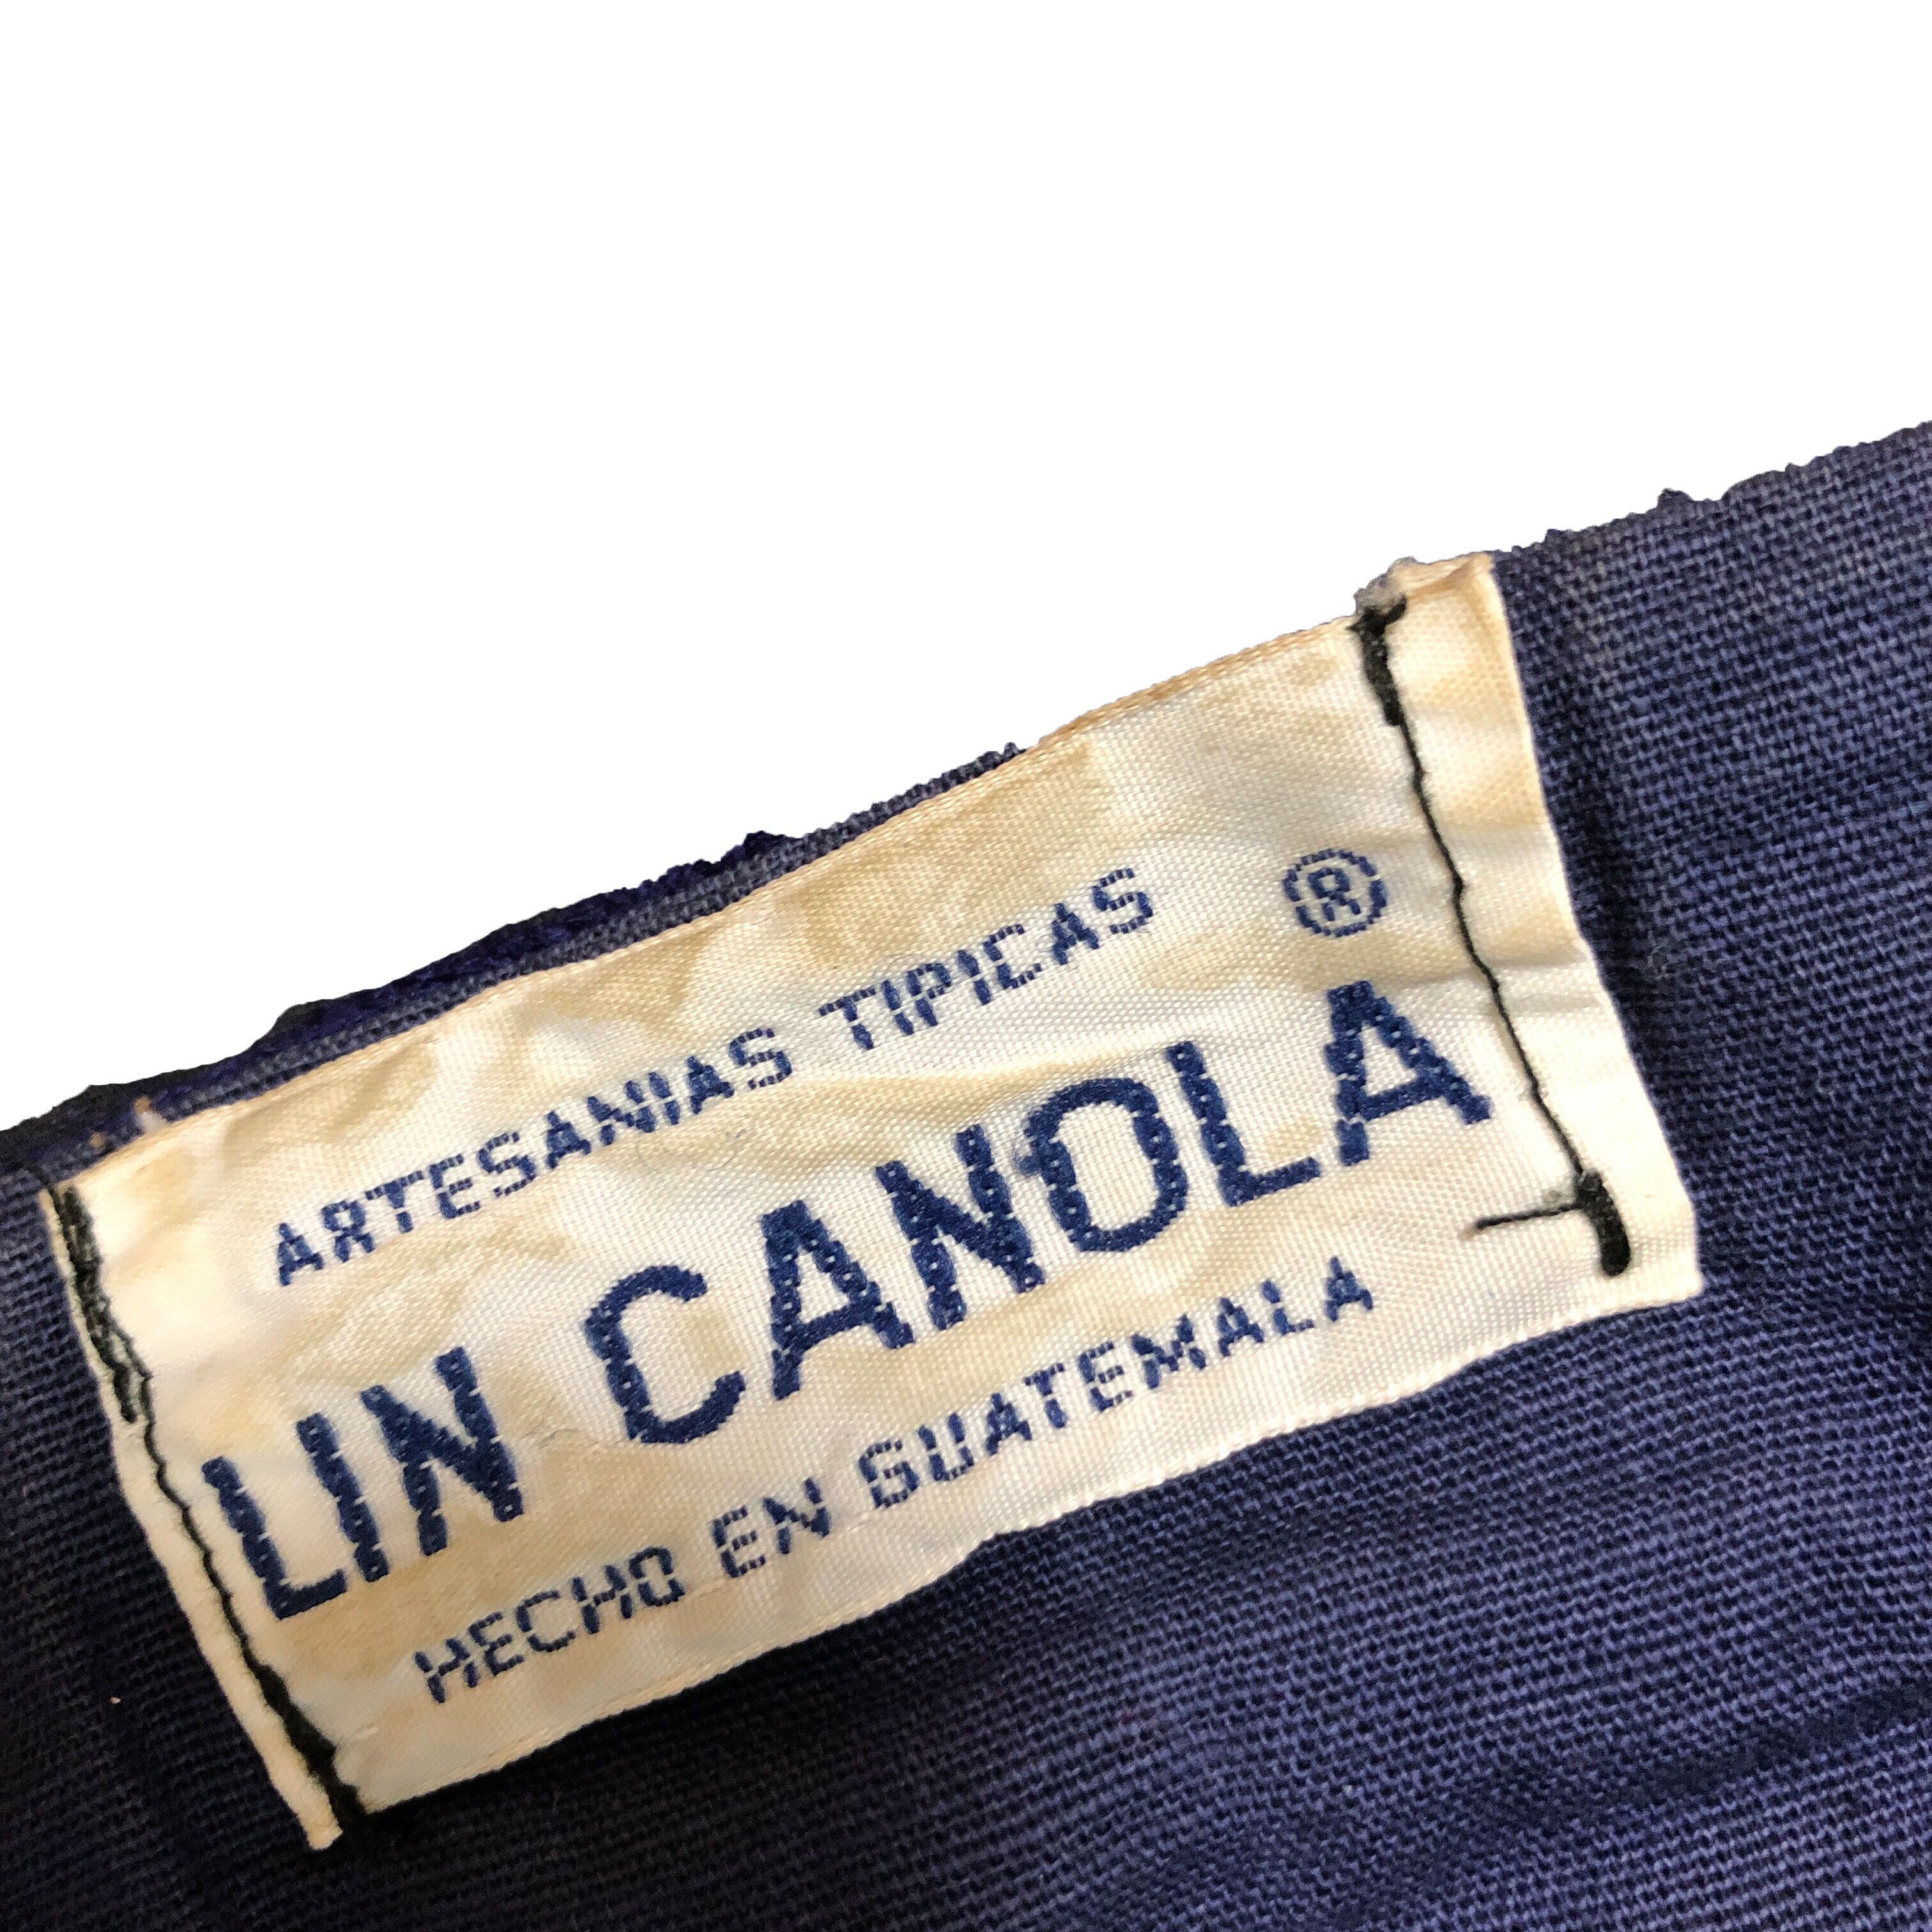 ARTESANIAS TIPICAS ®
LIN CANOLA
HECHO EN GUATEMALA